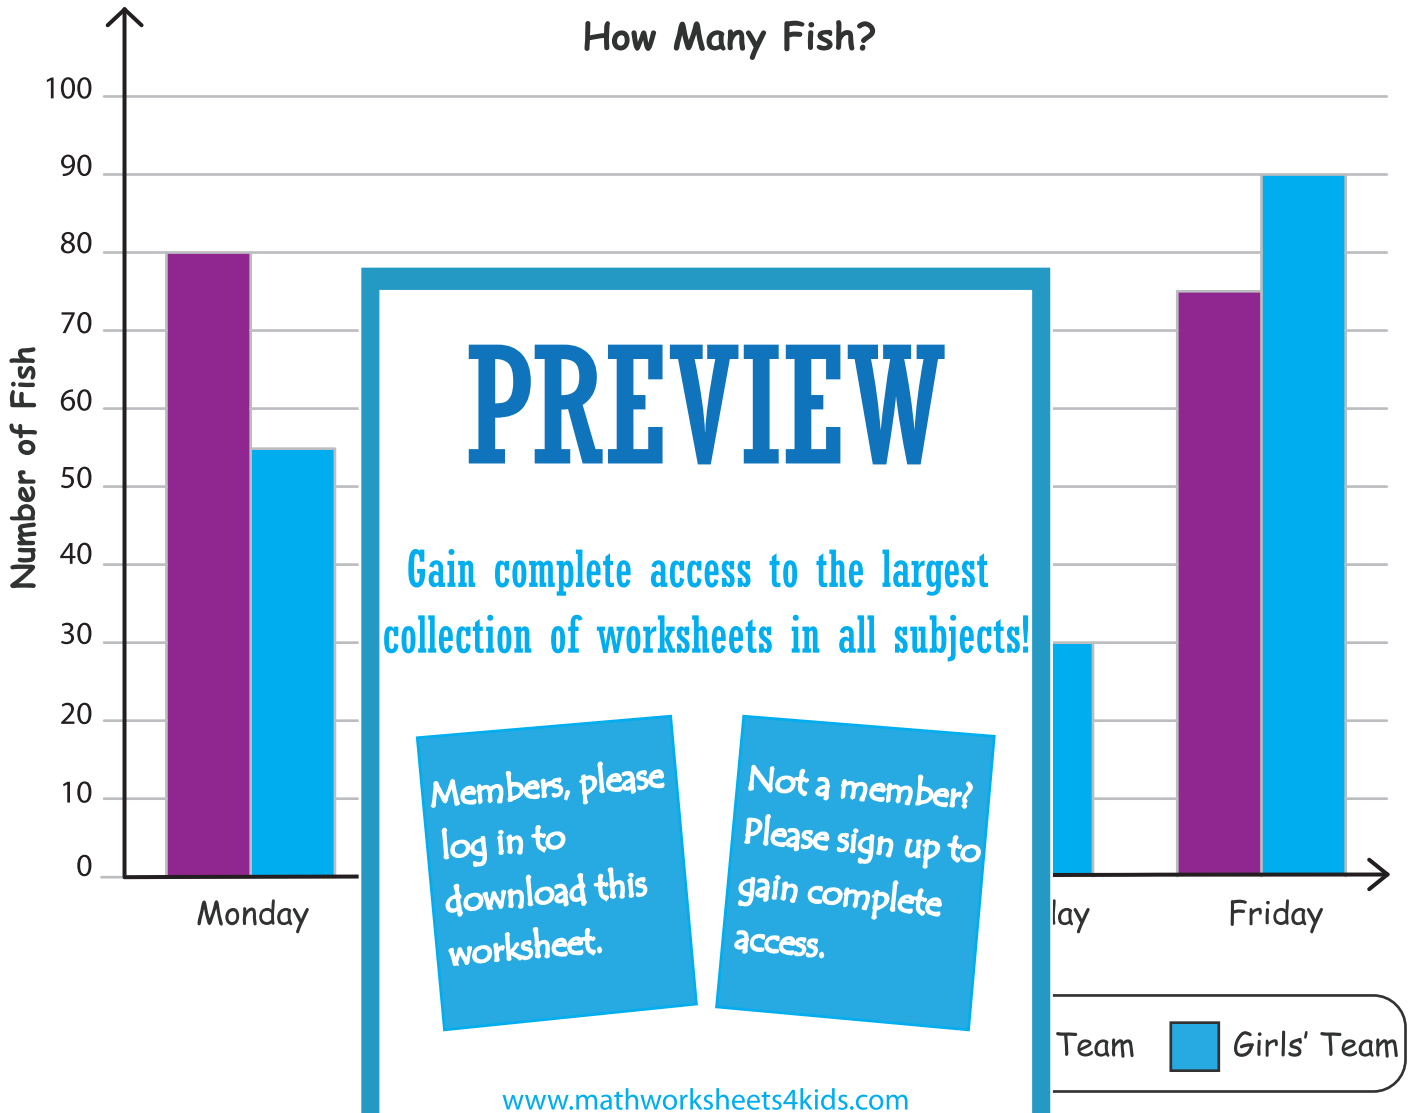 How Many Fish?
100
90
80
70
60
50
40
30
20
10
0
Number of Fish
PREVIEW
Gain complete access to the largest
collection of worksheets in all subjects!
Members, please
log in to
download this
worksheet.
Not a member?
Please sign up to
gain complete
access.
Monday
Friday
Team
Girls' Team
www.mathworksheets4kids.com